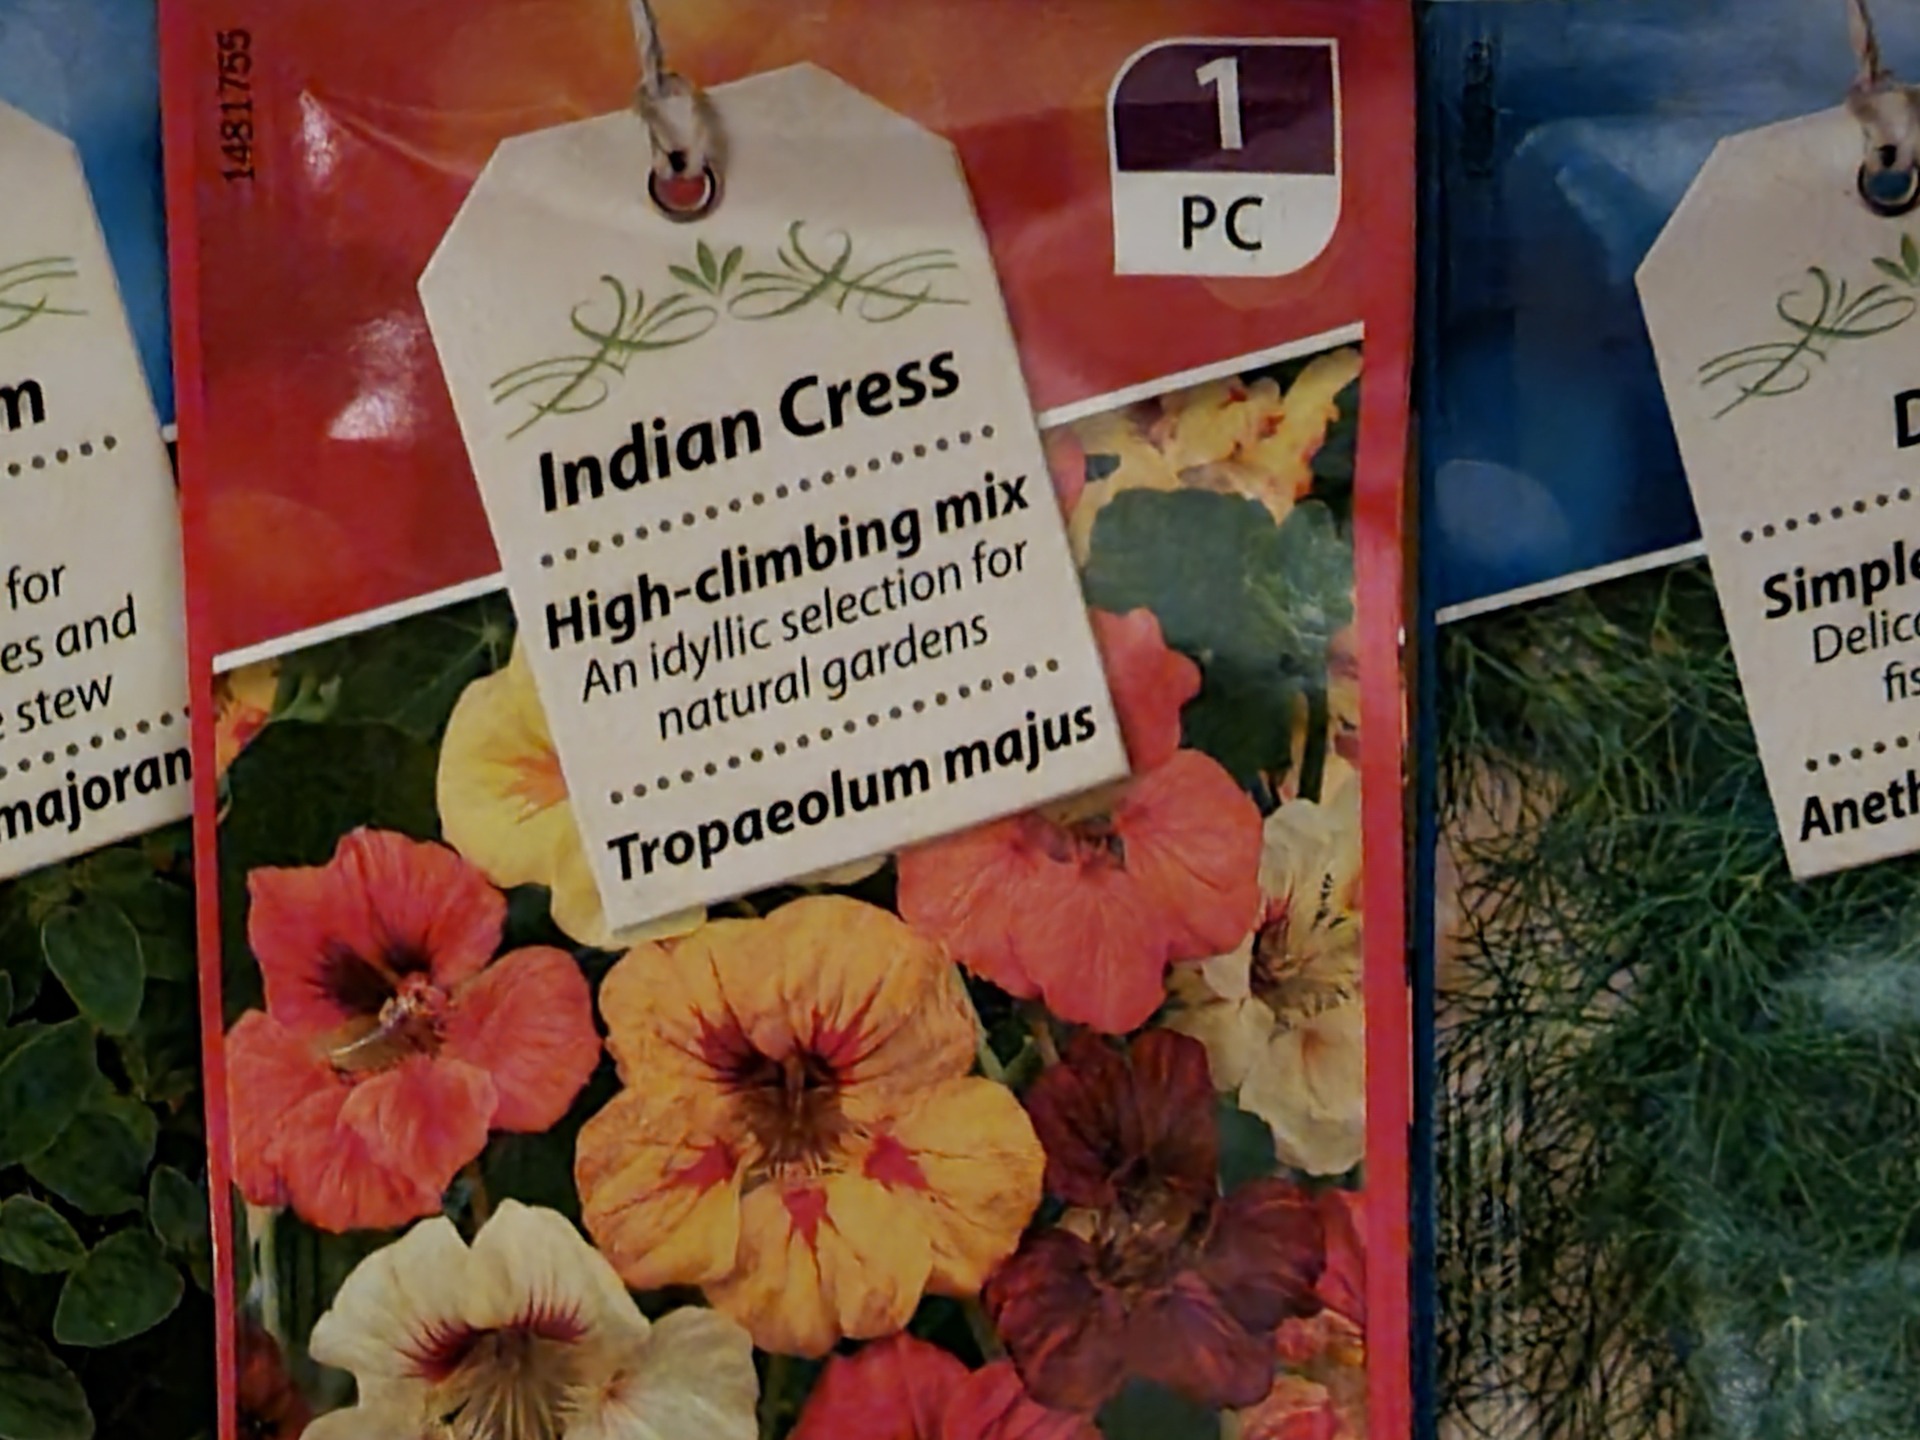 m
for
es and
stew
majoran
1481755
1
PC
Indian Cress
High-climbing mix
An idyllic selection for
natural gardens
Tropaeolum majus
D
Simple
Delic
fis
Aneth